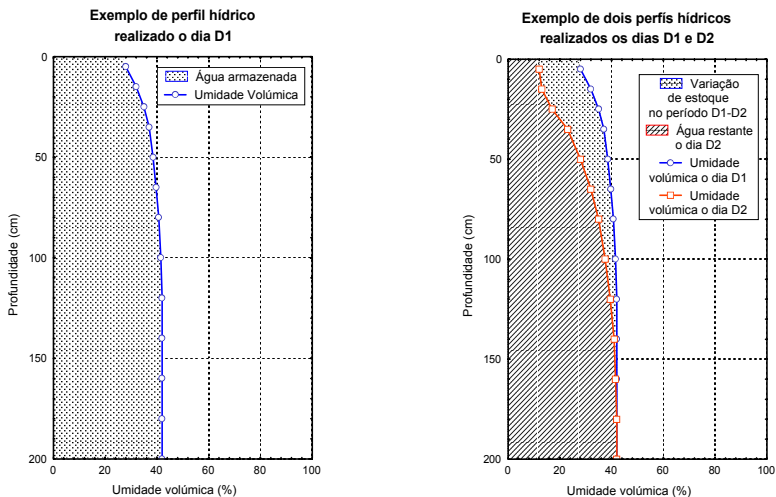 Exemplo de perfil hídrico
realizado o dia D1
0
50
100
150
200
Profundidade (cm)
Água armazenada
Umidade Volúmica
0
20
40
60
80
100
Umidade volúmica (%)
Exemplo de dois perfís hídricos
realizados os dias D1 e D2
0
50
100
150
200
Profundidade (cm)
Variação
de estoque
no período D1-D2
Água restante
o dia D2
Umidade
volúmica o dia D1
Umidade
volúmica o dia D2
0
20
40
60
80
100
Umidade volúmica (%)